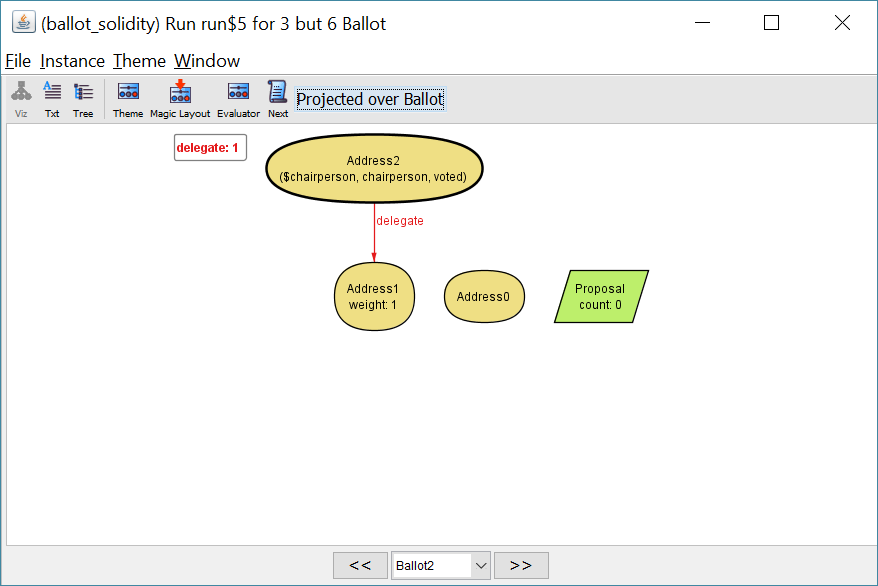 (ballot_solidity) Run run$5 for 3 but 6 Ballot
File Instance Theme Window
Viz Txt Tree Theme Magic Layout Evaluator Next Projected over Ballot
delegate: 1
Address2
($chairperson, chairperson, voted)
delegate
Address1
weight: 1
Address0
Proposal
count: 0
<< Ballot2 >>